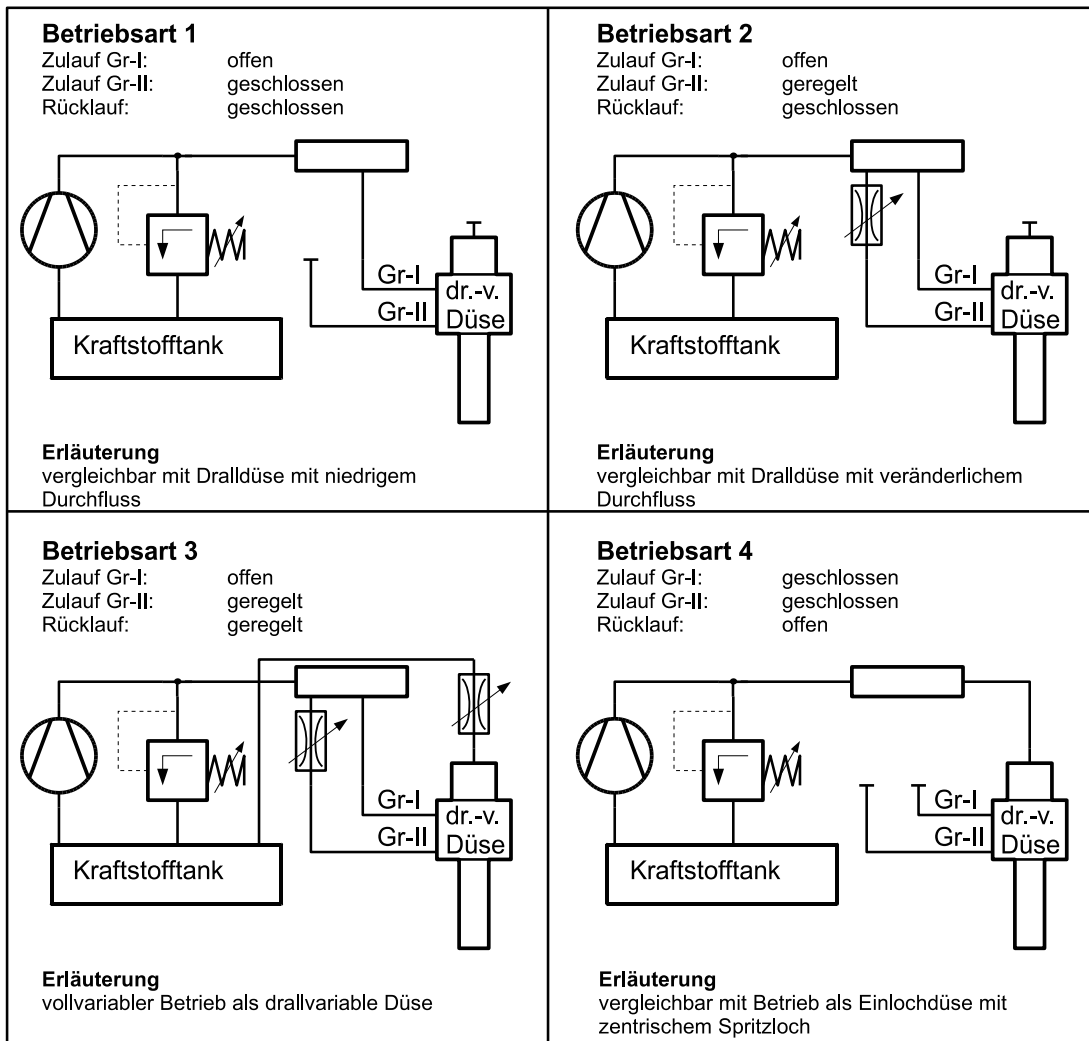 Betriebsart 1
Zulauf Gr-I: offen
Zulauf Gr-II: geschlossen
Rücklauf: geschlossen
Gr-I
Gr-II
dr.-v.
Düse
Kraftstofftank
Erläuterung
vergleichbar mit Dralldüse mit niedrigem
Durchfluss
Betriebsart 2
Zulauf Gr-I: offen
Zulauf Gr-II: geregelt
Rücklauf: geschlossen
Gr-I
Gr-II
dr.-v.
Düse
Kraftstofftank
Erläuterung
vergleichbar mit Dralldüse mit veränderlichem
Durchfluss
Betriebsart 3
Zulauf Gr-I: offen
Zulauf Gr-II: geregelt
Rücklauf: geregelt
Gr-I
Gr-II
dr.-v.
Düse
Kraftstofftank
Erläuterung
vollvariabler Betrieb als drallvariable Düse
Betriebsart 4
Zulauf Gr-I: geschlossen
Zulauf Gr-II: geschlossen
Rücklauf: offen
Gr-I
Gr-II
dr.-v.
Düse
Kraftstofftank
Erläuterung
vergleichbar mit Betrieb als Einlochdüse mit
zentrischem Spritzloch